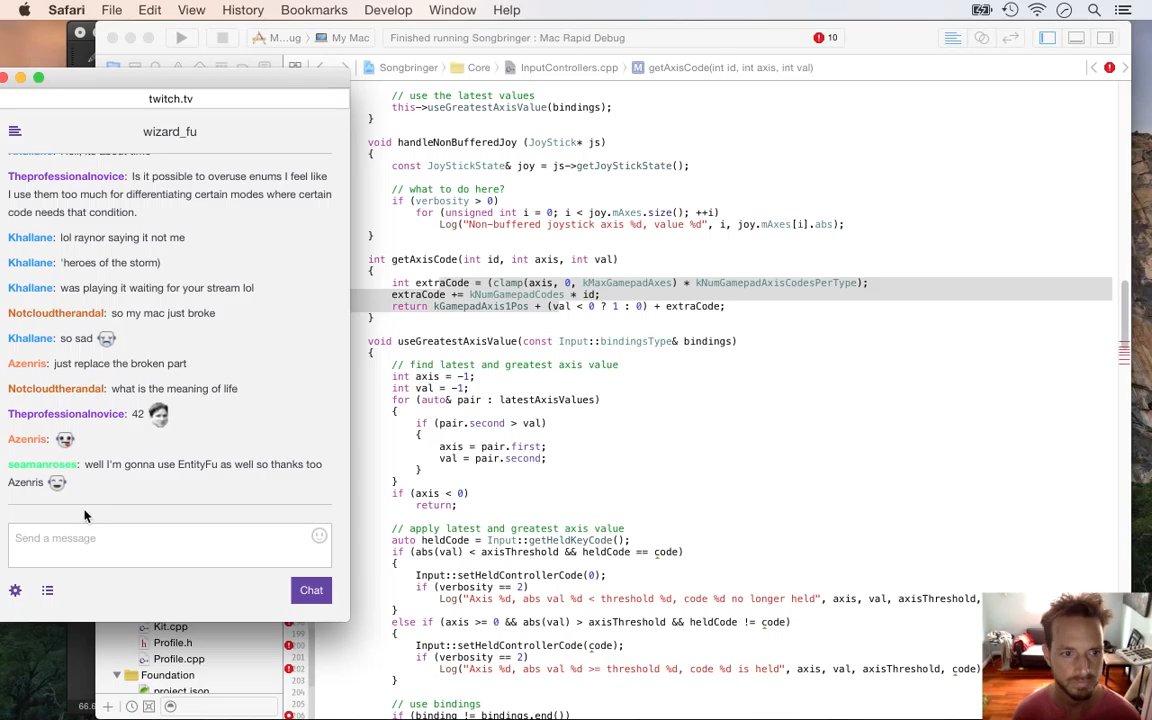 Safari File Edit View History Bookmarks Develop Window Help
M...ug My Mac Finished running Songbringer : Mac Rapid Debug 10
Songbringer Core InputControllers.cpp M getAxisCode(int id, int axis, int val)
twitch.tv
wizard_fu
Theprofessionalnovice: Is it possible to overuse enums I feel like
I use them too much for differentiating certain modes where certain
code needs that condition.
Khallane: lol raynor saying it not me
Khallane: 'heroes of the storm)
Khallane: was playing it waiting for your stream lol
Notcloudtherandal: so my mac just broke
Khallane: so sad
Azenris: just replace the broken part
Notcloudtherandal: what is the meaning of life
Theprofessionalnovice: 42
Azenris:
seamanroses: well I'm gonna use EntityFu as well so thanks too
Azenris
Send a message
Chat
Kit.cpp
Profile.h
Profile.cpp
Foundation
project.json
// use the latest values
this->useGreatestAxisValue(bindings);
}
void handleNonBufferedJoy (JoyStick* js)
{
const JoyStickState& joy = js->getJoyStickState();
// what to do here?
if (verbosity > 0)
for (unsigned int i = 0; i < joy.mAxes.size(); ++i)
Log("Non-buffered joystick axis %d, value %d", i, joy.mAxes[i].abs);
}
int getAxisCode(int id, int axis, int val)
{
int extraCode = (clamp(axis, 0, kMaxGamepadAxes) * kNumGamepadAxisCodesPerType);
extraCode += kNumGamepadCodes * id;
return kGamepadAxis1Pos + (val < 0 ? 1 : 0) + extraCode;
}
void useGreatestAxisValue(const Input::bindingsType& bindings)
{
// find latest and greatest axis value
int axis = -1;
int val = -1;
for (auto& pair : latestAxisValues)
{
if (pair.second > val)
{
axis = pair.first;
val = pair.second;
}
}
if (axis < 0)
return;
// apply latest and greatest axis value
auto heldCode = Input::getHeldKeyCode();
if (abs(val) < axisThreshold && heldCode == code)
{
Input::setHeldControllerCode(0);
if (verbosity == 2)
Log("Axis %d, abs val %d < threshold %d, code %d no longer held", axis, val, axisThreshold,
}
else if (axis >= 0 && abs(val) > axisThreshold && heldCode != code)
{
Input::setHeldControllerCode(code);
if (verbosity == 2)
Log("Axis %d, abs val %d >= threshold %d, code %d is held", axis, val, axisThreshold, code)
}
// use bindings
if (binding != bindings.end())